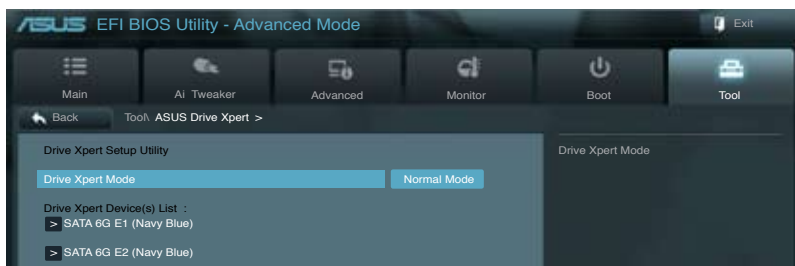 ASUS EFI BIOS Utility - Advanced Mode Exit
Main Ai Tweaker Advanced Monitor Boot Tool
Back Tool\ ASUS Drive Xpert >
Drive Xpert Setup Utility
Drive Xpert Mode
Drive Xpert Mode Normal Mode
Drive Xpert Device(s) List :
> SATA 6G E1 (Navy Blue)
> SATA 6G E2 (Navy Blue)